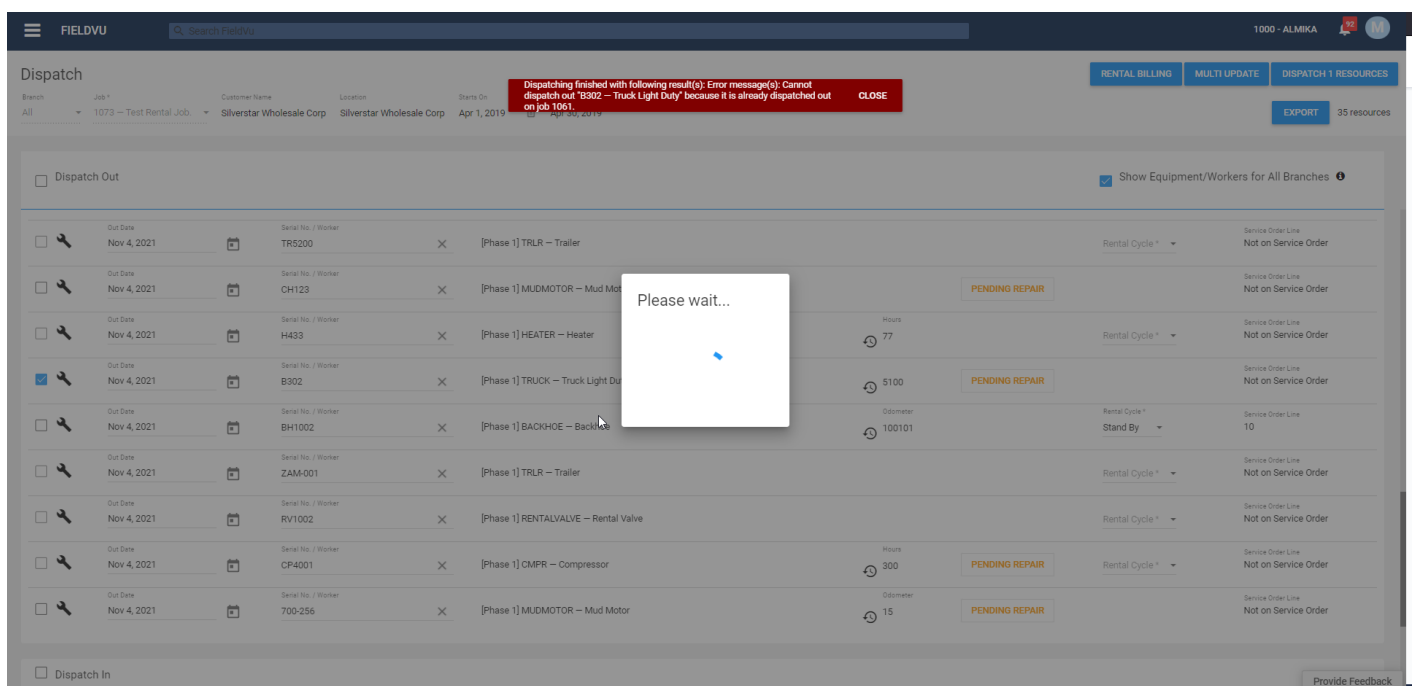 FIELDVU
Search FieldVu
1000 - ALMIKA
92
M
Dispatch
RENTAL BILLING
MULTI UPDATE
DISPATCH 1 RESOURCES
Dispatching finished with following result(s): Error message(s): Cannot
dispatch out "B302 — Truck Light Duty" because it is already dispatched out
on job 1061.
CLOSE
Branch
Job *
Customer Name
Location
Starts On
All
1073 — Test Rental Job.
Silverstar Wholesale Corp
Silverstar Wholesale Corp
Apr 1, 2019
Apr 30, 2019
EXPORT
35 resources
Dispatch Out
Show Equipment/Workers for All Branches
Out Date
Serial No. / Worker
Service Order Line
Nov 4, 2021
TR5200
[Phase 1] TRLR — Trailer
Rental Cycle *
Not on Service Order
Out Date
Serial No. / Worker
Service Order Line
Nov 4, 2021
CH123
[Phase 1] MUDMOTOR — Mud Mot
PENDING REPAIR
Not on Service Order
Please wait...
Out Date
Serial No. / Worker
Hours
Service Order Line
Nov 4, 2021
H433
[Phase 1] HEATER — Heater
77
Rental Cycle *
Not on Service Order
Out Date
Serial No. / Worker
Service Order Line
Nov 4, 2021
B302
[Phase 1] TRUCK — Truck Light Du
5100
PENDING REPAIR
Not on Service Order
Out Date
Serial No. / Worker
Odometer
Rental Cycle *
Service Order Line
Nov 4, 2021
BH1002
[Phase 1] BACKHOE — Backhoe
100101
Stand By
10
Out Date
Serial No. / Worker
Service Order Line
Nov 4, 2021
ZAM-001
[Phase 1] TRLR — Trailer
Rental Cycle *
Not on Service Order
Out Date
Serial No. / Worker
Service Order Line
Nov 4, 2021
RV1002
[Phase 1] RENTALVALVE — Rental Valve
Rental Cycle *
Not on Service Order
Out Date
Serial No. / Worker
Hours
Service Order Line
Nov 4, 2021
CP4001
[Phase 1] CMPR — Compressor
300
PENDING REPAIR
Rental Cycle *
Not on Service Order
Out Date
Serial No. / Worker
Odometer
Service Order Line
Nov 4, 2021
700-256
[Phase 1] MUDMOTOR — Mud Motor
15
PENDING REPAIR
Not on Service Order
Dispatch In
Provide Feedback